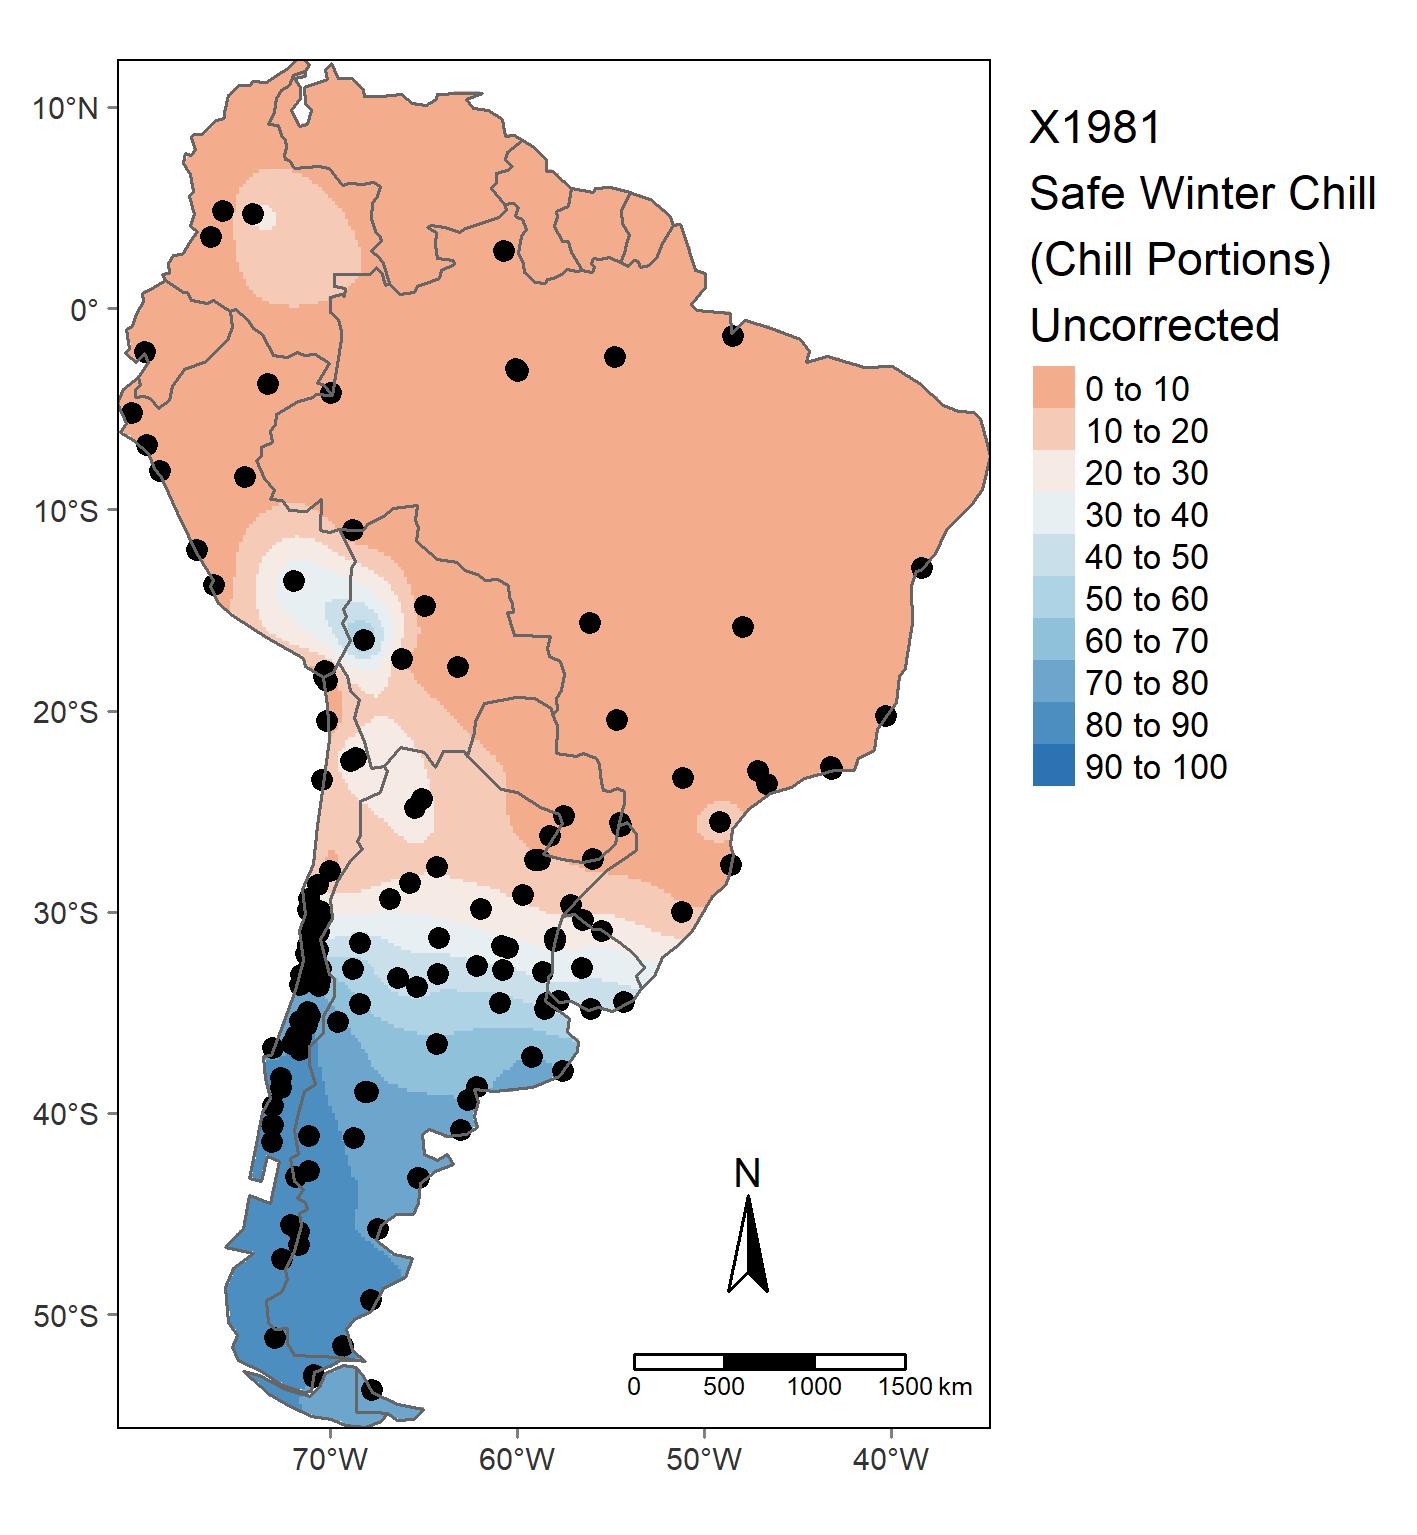 X1981
Safe Winter Chill
(Chill Portions)
Uncorrected
0 to 10
10 to 20
20 to 30
30 to 40
40 to 50
50 to 60
60 to 70
70 to 80
80 to 90
90 to 100
10°N
0°
10°S
20°S
30°S
40°S
50°S
N
0 500 1000 1500 km
70°W 60°W 50°W 40°W